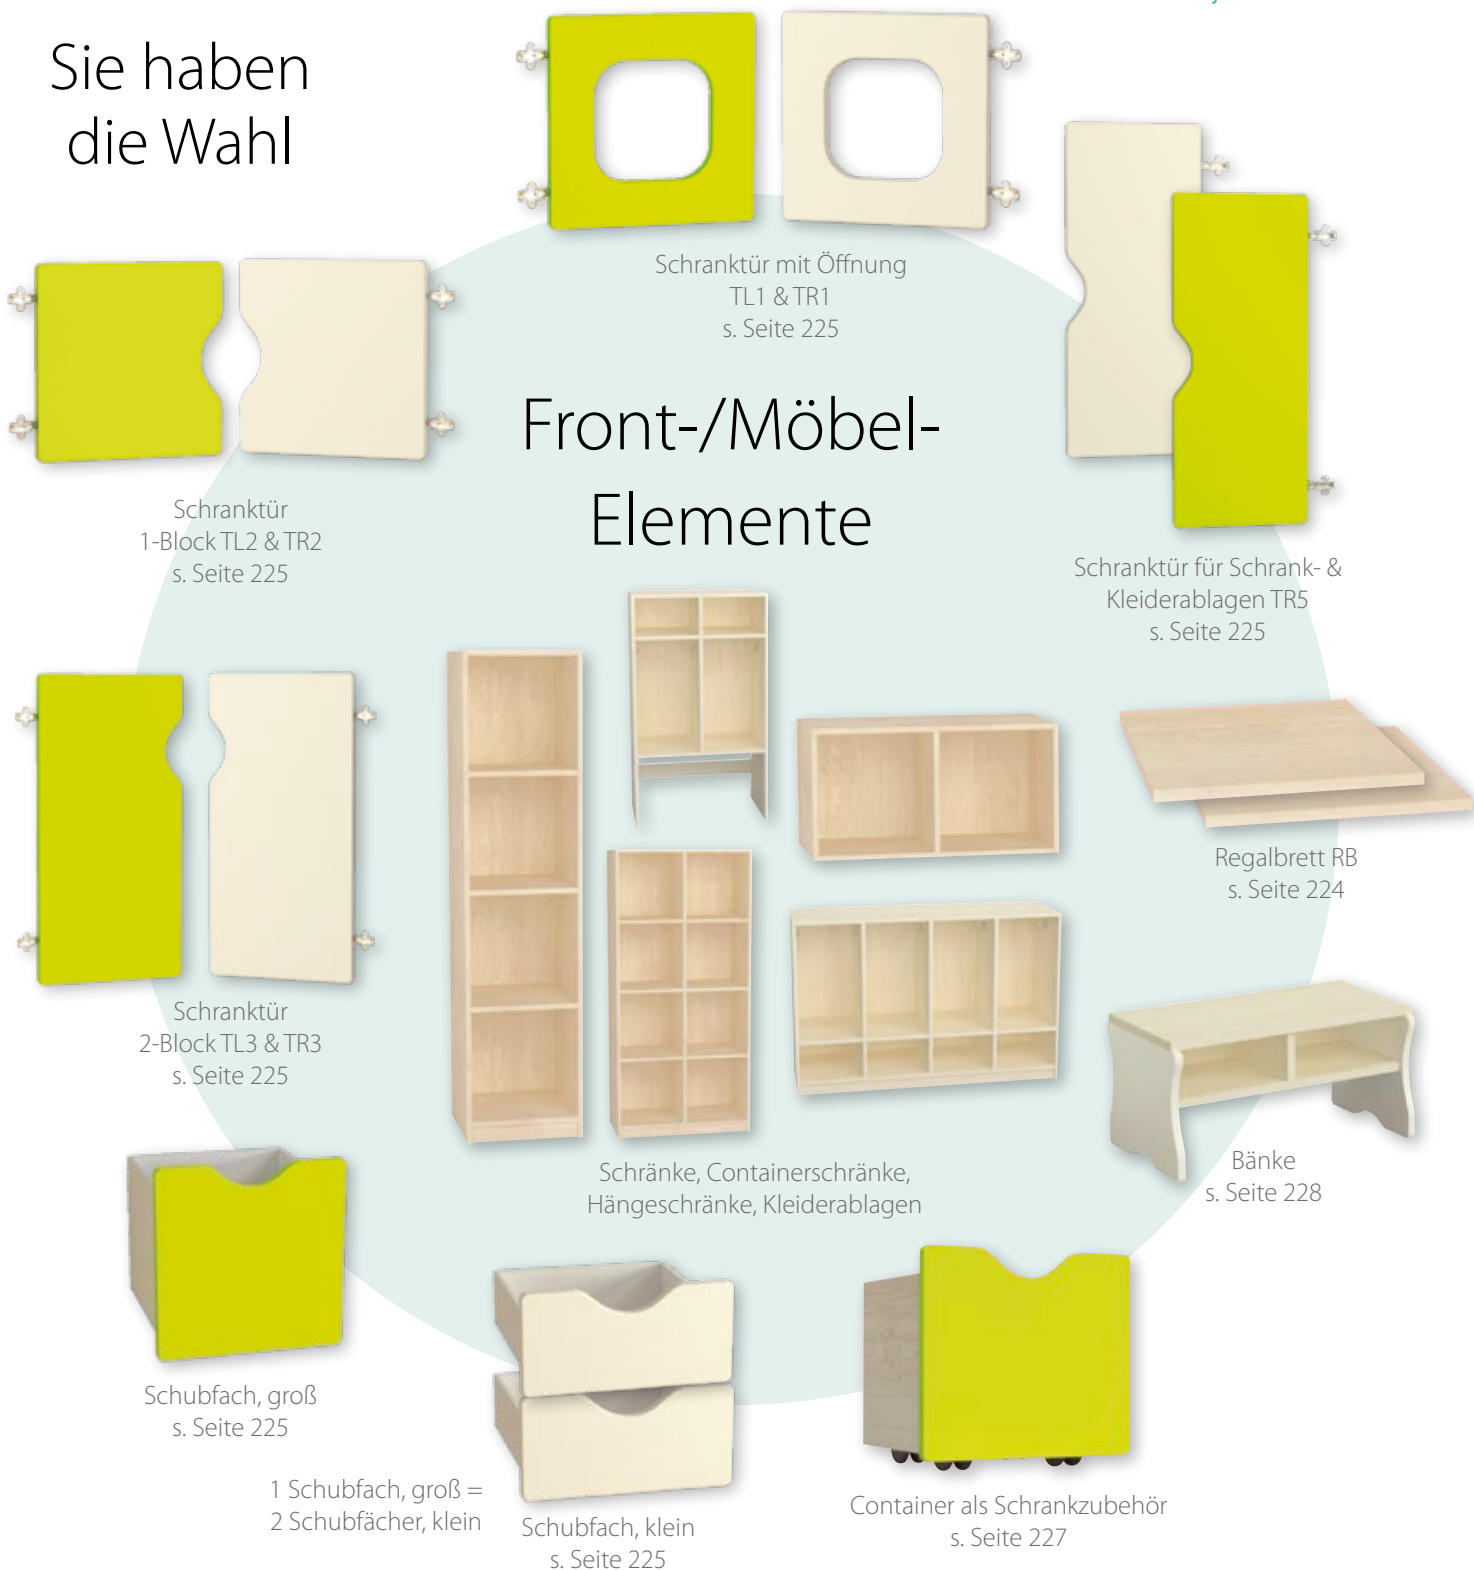 Sie haben
die Wahl
Schranktür mit Öffnung
TL1 & TR1
s. Seite 225
Front-/Möbel-
Elemente
Schranktür
1-Block TL2 & TR2
s. Seite 225
Schranktür für Schrank- &
Kleiderablagen TR5
s. Seite 225
Regalbrett RB
s. Seite 224
Schranktür
2-Block TL3 & TR3
s. Seite 225
Schränke, Containerschränke,
Hängeschränke, Kleiderablagen
Bänke
s. Seite 228
Schubfach, groß
s. Seite 225
1 Schubfach, groß =
2 Schubfächer, klein
Schubfach, klein
s. Seite 225
Container als Schrankzubehör
s. Seite 227